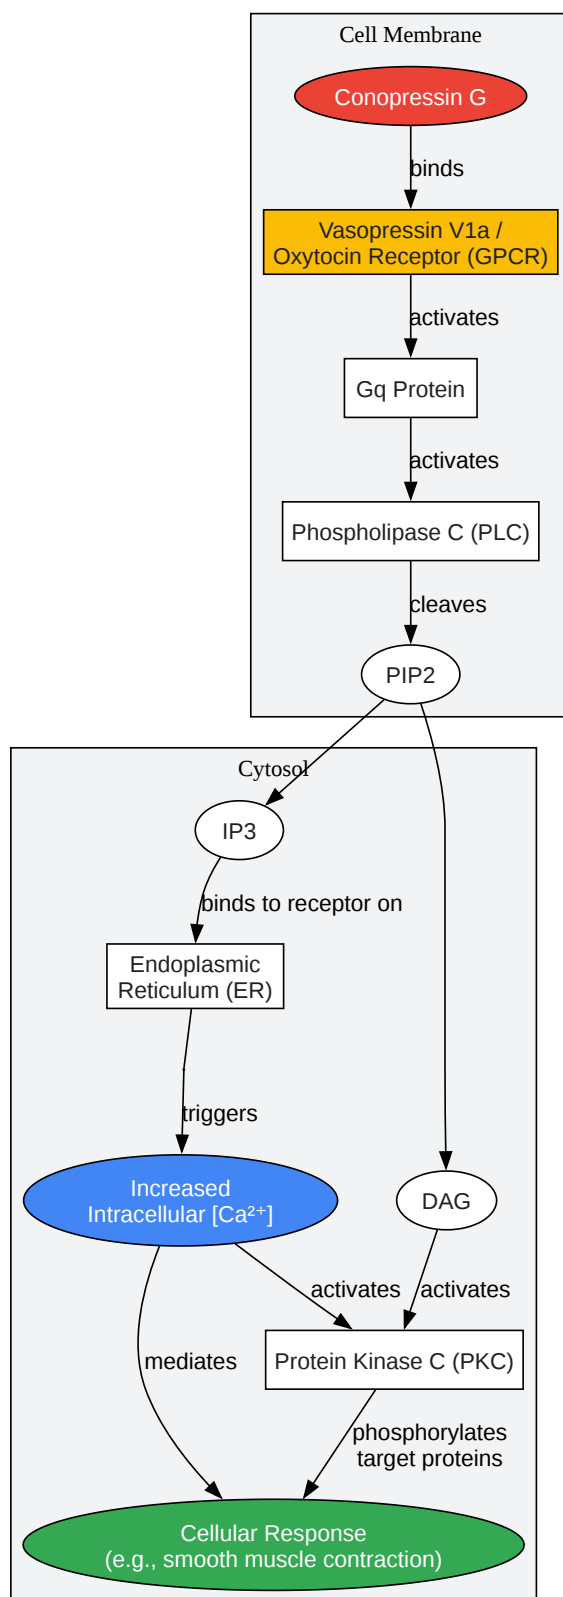 Cell Membrane
Conopressin G
binds
Vasopressin V1a /
Oxytocin Receptor (GPCR)
activates
Gq Protein
activates
Phospholipase C (PLC)
cleaves
PIP2
Cytosol
IP3
binds to receptor on
Endoplasmic
Reticulum (ER)
triggers
Increased
Intracellular [Ca²⁺]
DAG
activates
activates
Protein Kinase C (PKC)
mediates
phosphorylates
target proteins
Cellular Response
(e.g., smooth muscle contraction)